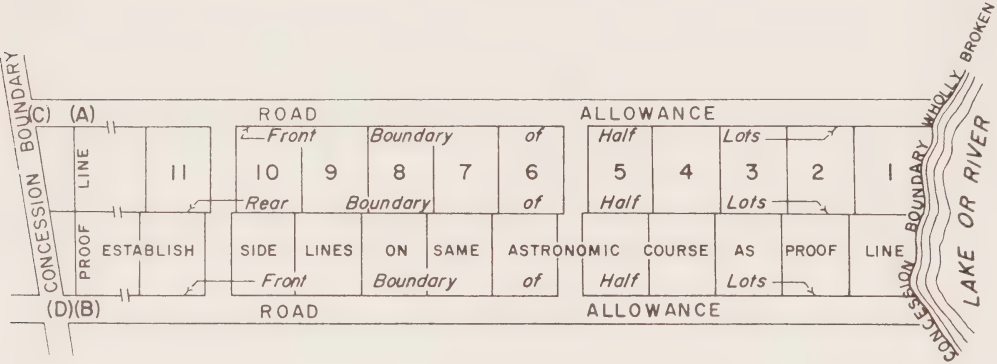 (C) (A) ROAD ALLOWANCE
Front Boundary of Half Lots
LINE 11 10 9 8 7 6 5 4 3 2 1
Rear Boundary of Half Lots
PROOF ESTABLISH SIDE LINES ON SAME ASTRONOMIC COURSE AS PROOF LINE
Front Boundary of Half Lots
(D) (B) ROAD ALLOWANCE
CONCESSION BOUNDARY
CONCESSION BOUNDARY WHOLLY BROKEN
LAKE OR RIVER